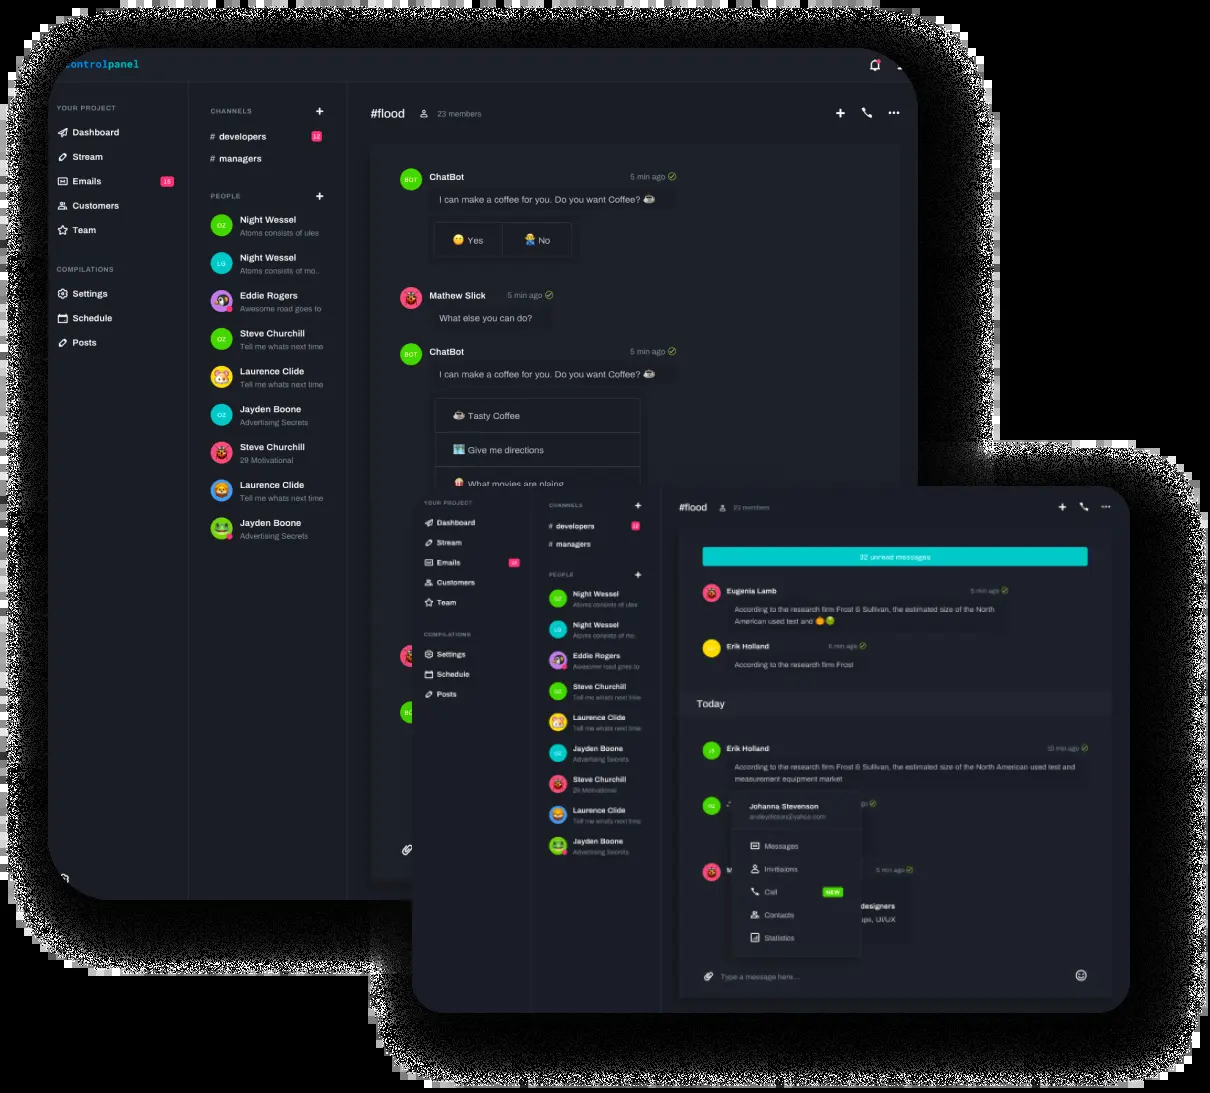 controlpanel
YOUR PROJECT
Dashboard
Stream
Emails
16
Customers
Team
COMPILATIONS
Settings
Schedule
Posts
CHANNELS
# developers
12
# managers
PEOPLE
OZ
Night Wessel
Atoms consists of ules
LG
Night Wessel
Atoms consists of mo..
Eddie Rogers
Awesome road goes to
OZ
Steve Churchill
Tell me whats next time
Laurence Clide
Tell me whats next time
OZ
Jayden Boone
Advertising Secrets
Steve Churchill
29 Motivational
Laurence Clide
Tell me whats next time
Jayden Boone
Advertising Secrets
#flood
23 members
BOT
ChatBot
5 min ago
I can make a coffee for you. Do you want Coffee? ☕
😶 Yes
🤷‍♂️ No
Mathew Slick
5 min ago
What else you can do?
BOT
ChatBot
5 min ago
I can make a coffee for you. Do you want Coffee? ☕
☕ Tasty Coffee
Give me directions
🍿 What movies are plaing
YOUR PROJECT
Dashboard
Stream
Emails
Customers
Team
COMPILATIONS
Settings
Schedule
Posts
CHANNELS
# developers
12
# managers
PEOPLE
Night Wessel
Atoms consists of ules
LG
Night Wessel
Atoms consists of mo..
Eddie Rogers
Awesome road goes to
Steve Churchill
Tell me whats next time
Laurence Clide
Tell me whats next time
Jayden Boone
Advertising Secrets
Steve Churchill
29 Motivational
Laurence Clide
Tell me whats next time
Jayden Boone
Advertising Secrets
#flood
23 members
32 unread messages
Eugenia Lamb
5 min ago
According to the research firm Frost & Sullivan, the estimated size of the North
American used test and
Erik Holland
5 min ago
According to the research firm Frost
Today
Erik Holland
10 min ago
According to the research firm Frost & Sullivan, the estimated size of the North American used test and
measurement equipment market
Johanna Stevenson
Messages
Invitisions
Call
NEW
Contacts
Statistics
5 min ago
designers
ups, UI/UX
Type a message here...